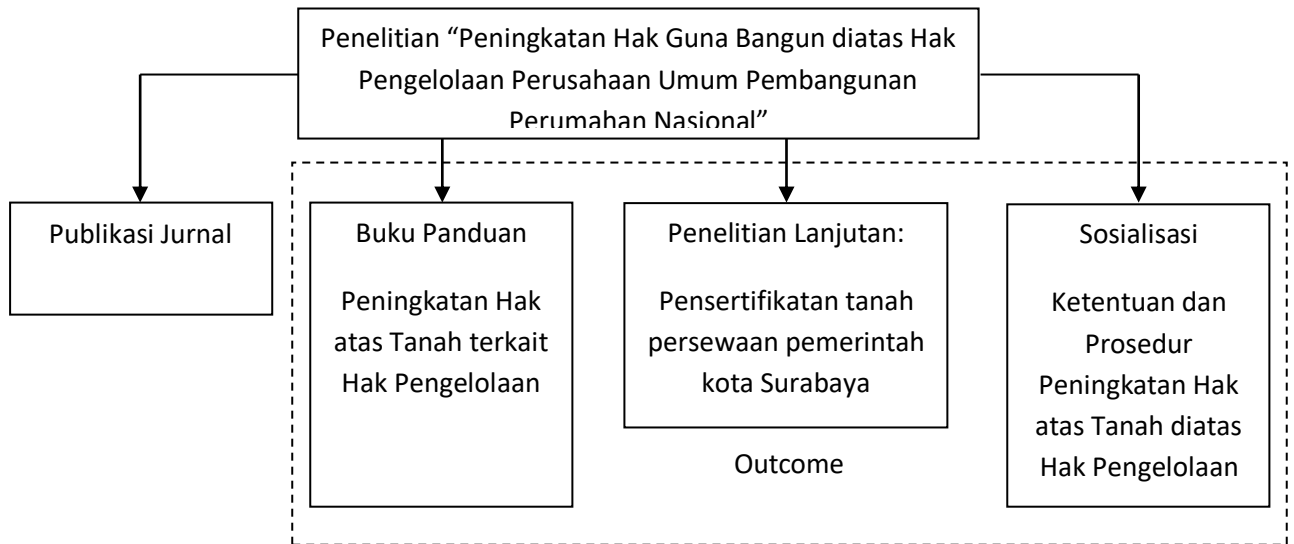 Penelitian “Peningkatan Hak Guna Bangun diatas Hak
Pengelolaan Perusahaan Umum Pembangunan
Perumahan Nasional”
Publikasi Jurnal
Buku Panduan
Peningkatan Hak
atas Tanah terkait
Hak Pengelolaan
Penelitian Lanjutan:
Pensertifikatan tanah
persewaan pemerintah
kota Surabaya
Outcome
Sosialisasi
Ketentuan dan
Prosedur
Peningkatan Hak
atas Tanah diatas
Hak Pengelolaan